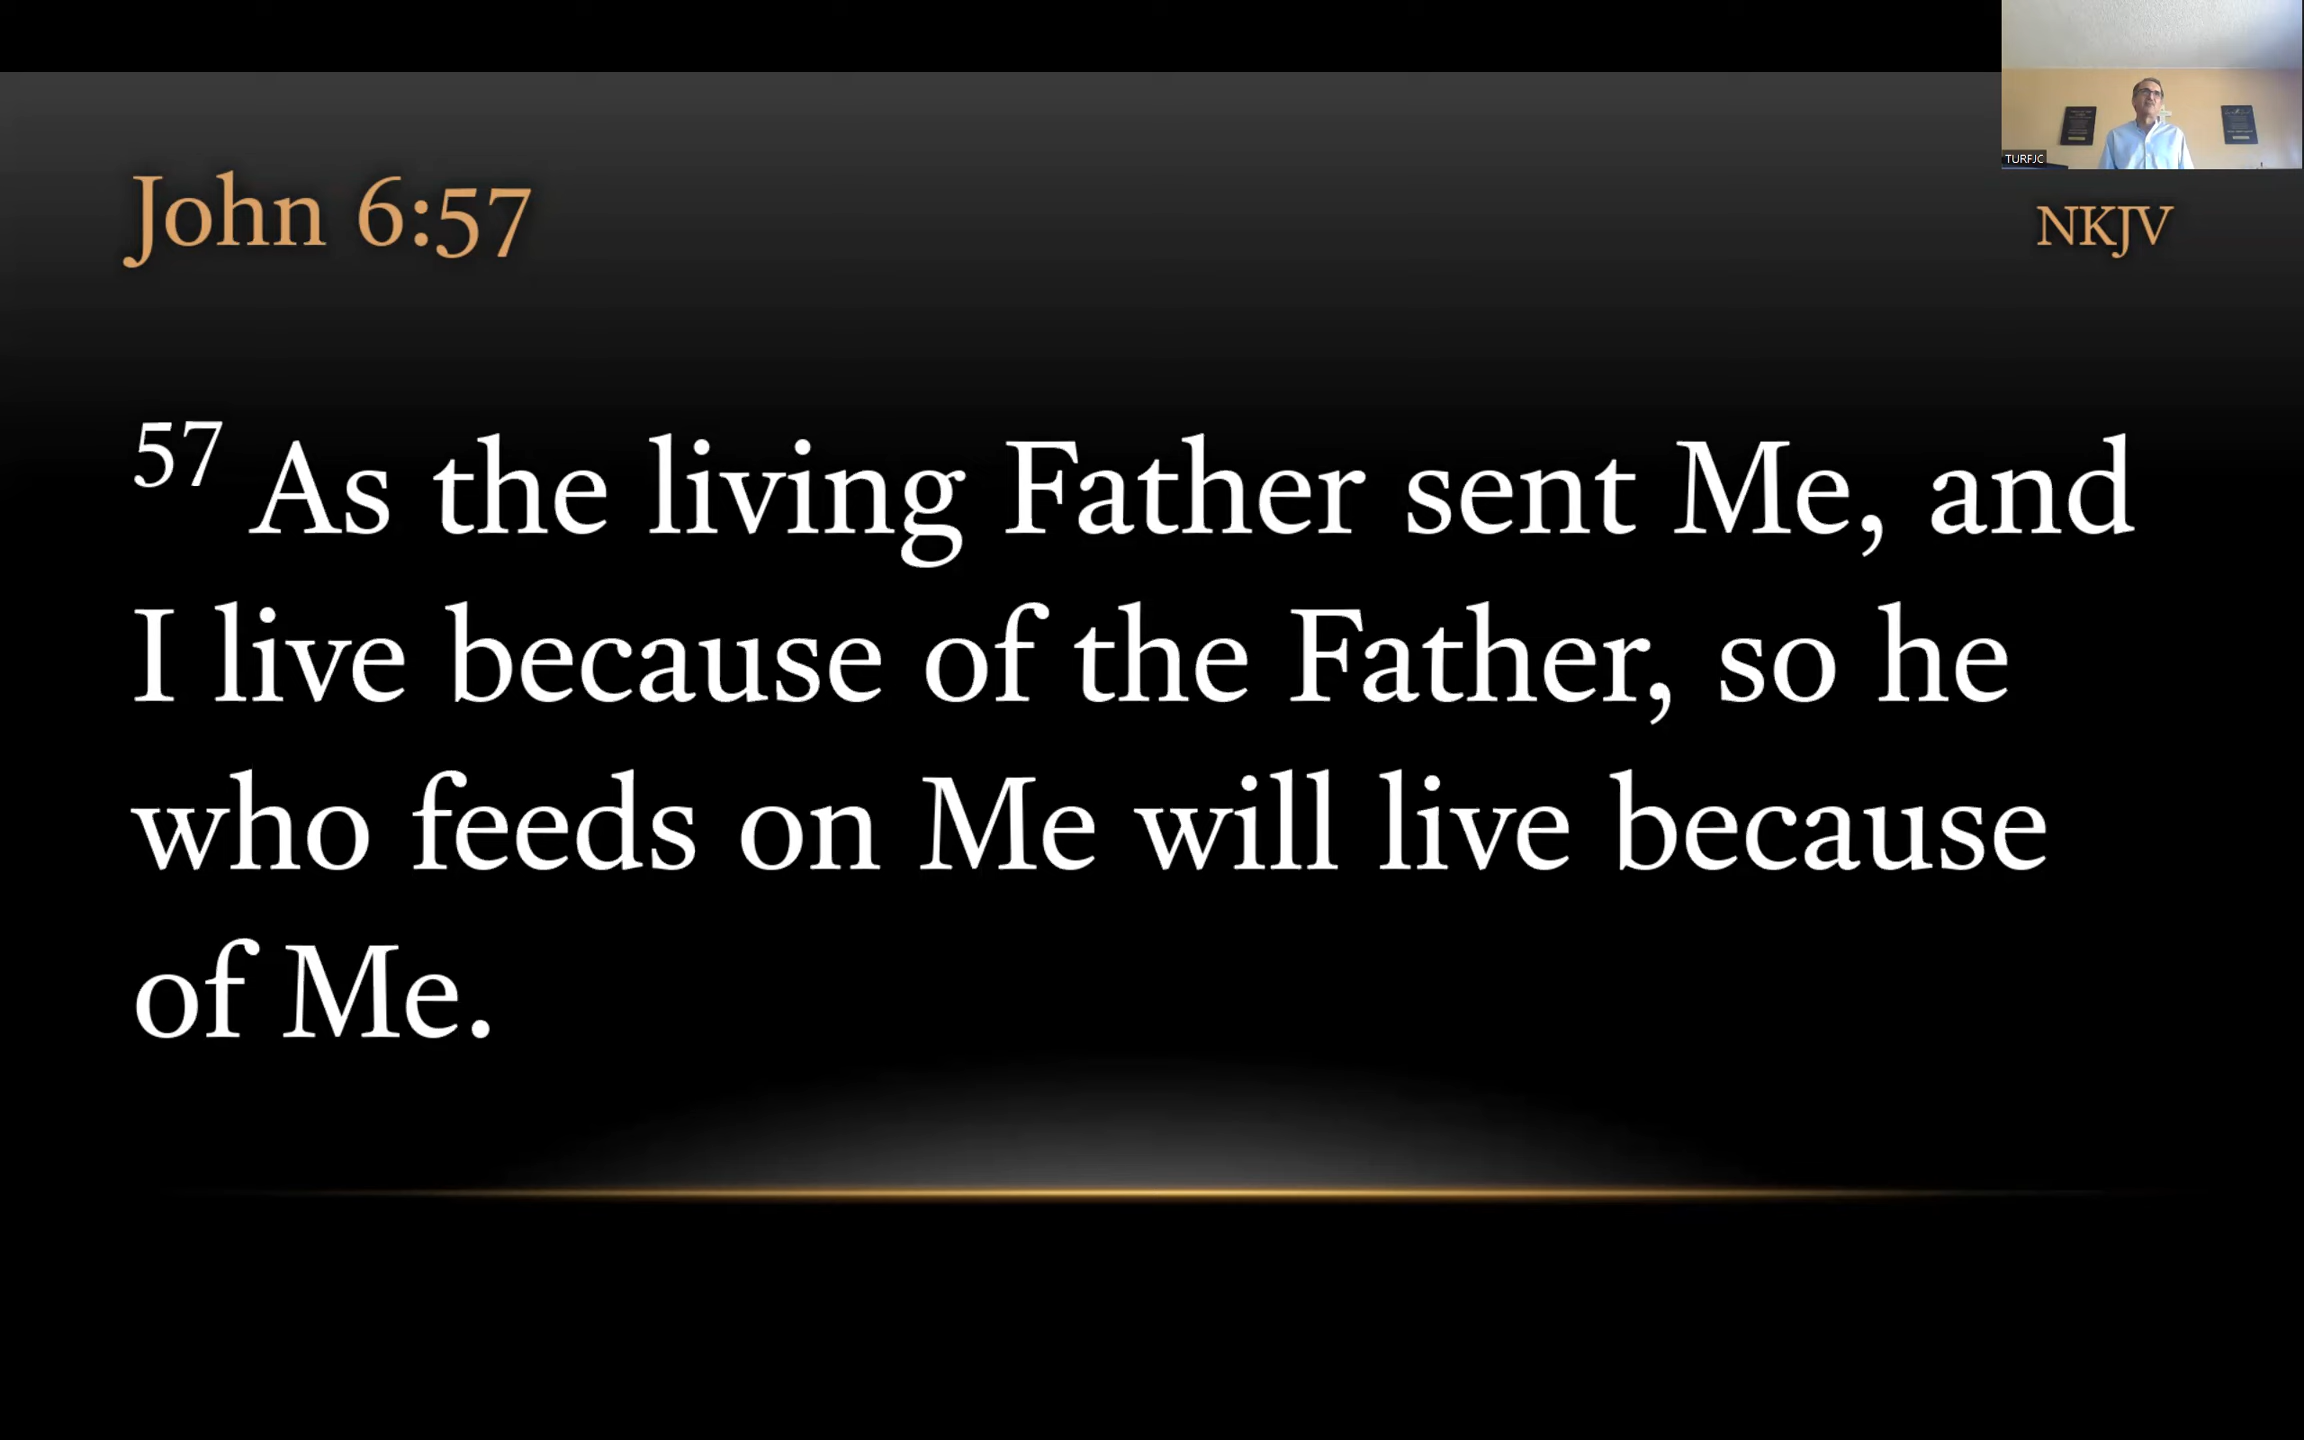 TURFJC
John 6:57
NKJV
57 As the living Father sent Me, and
I live because of the Father, so he
who feeds on Me will live because
of Me.